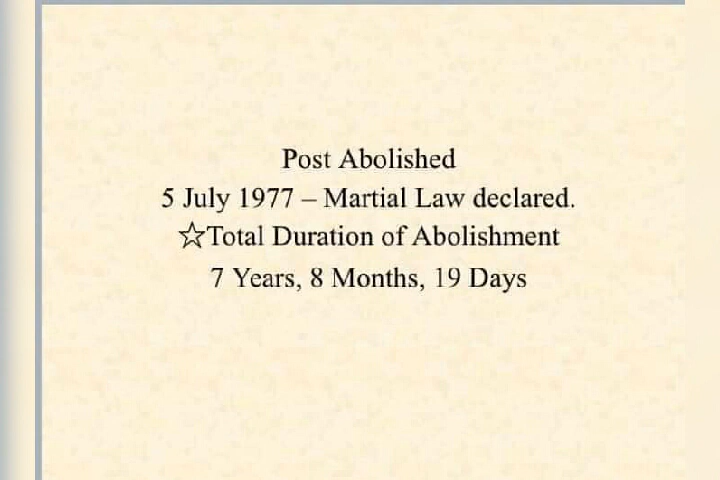 Post Abolished
5 July 1977 – Martial Law declared.
☆Total Duration of Abolishment
7 Years, 8 Months, 19 Days